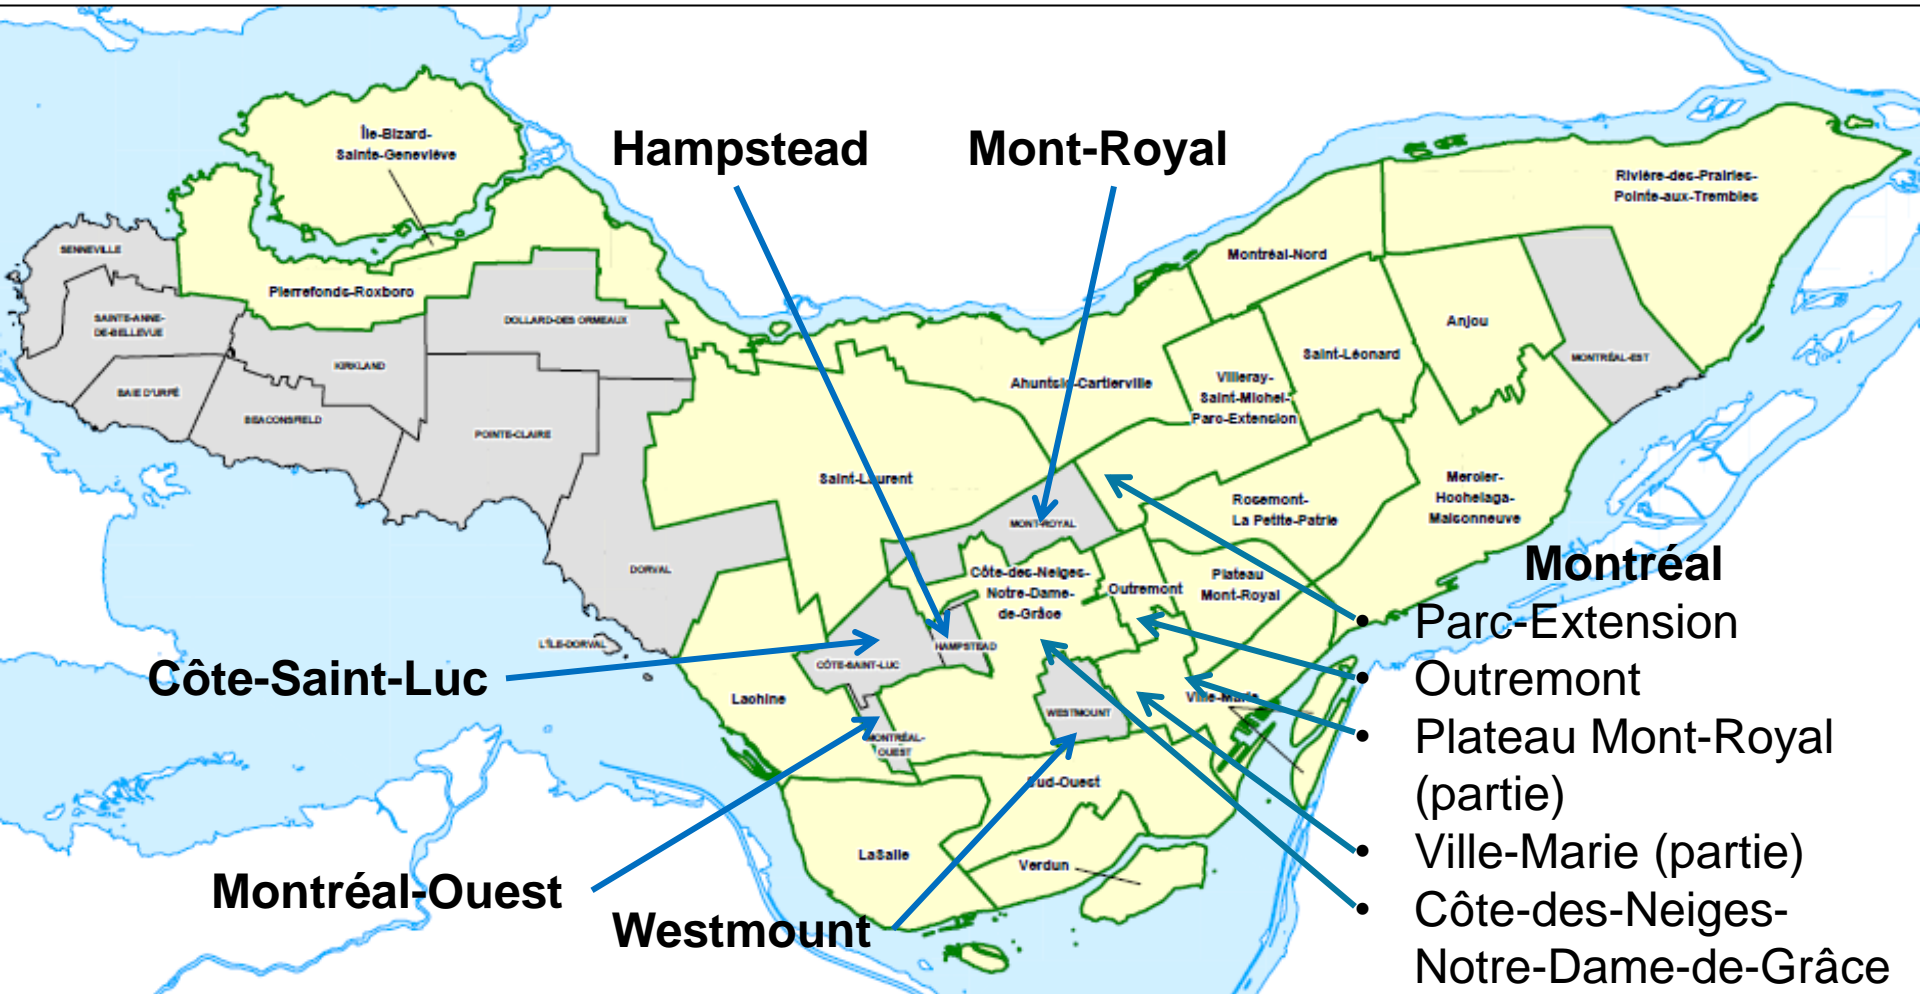 Île-Bizard-
Sainte-Geneviève
Hampstead
Mont-Royal
Rivière-des-Prairies-
Pointe-aux-Trembles
SENNEVILLE
Montréal-Nord
Pierrefonds-Roxboro
SAINTE-ANNE-
DE-BELLEVUE
DOLLARD-DES ORMEAUX
Anjou
Saint-Léonard
MONTRÉAL-EST
KIRKLAND
Ahuntsic-Cartierville
Villeray-
Saint-Michel-
Parc-Extension
BAIE D'URFÉ
BEACONSFIELD
POINTE-CLAIRE
Saint-Laurent
Mercier-
Hochelaga-
Maisonneuve
Rosemont-
La Petite-Patrie
MONT-ROYAL
DORVAL
Côte-des-Neiges-
Notre-Dame-
de-Grâce
Outremont
Plateau
Mont-Royal
L'ÎLE-DORVAL
HAMPSTEAD
CÔTE-SAINT-LUC
Côte-Saint-Luc
Lachine
WESTMOUNT
Ville-Marie
MONTRÉAL-
OUEST
Sud-Ouest
LaSalle
Verdun
Montréal-Ouest
Westmount
Montréal
• Parc-Extension
• Outremont
• Plateau Mont-Royal
(partie)
• Ville-Marie (partie)
• Côte-des-Neiges-
Notre-Dame-de-Grâce